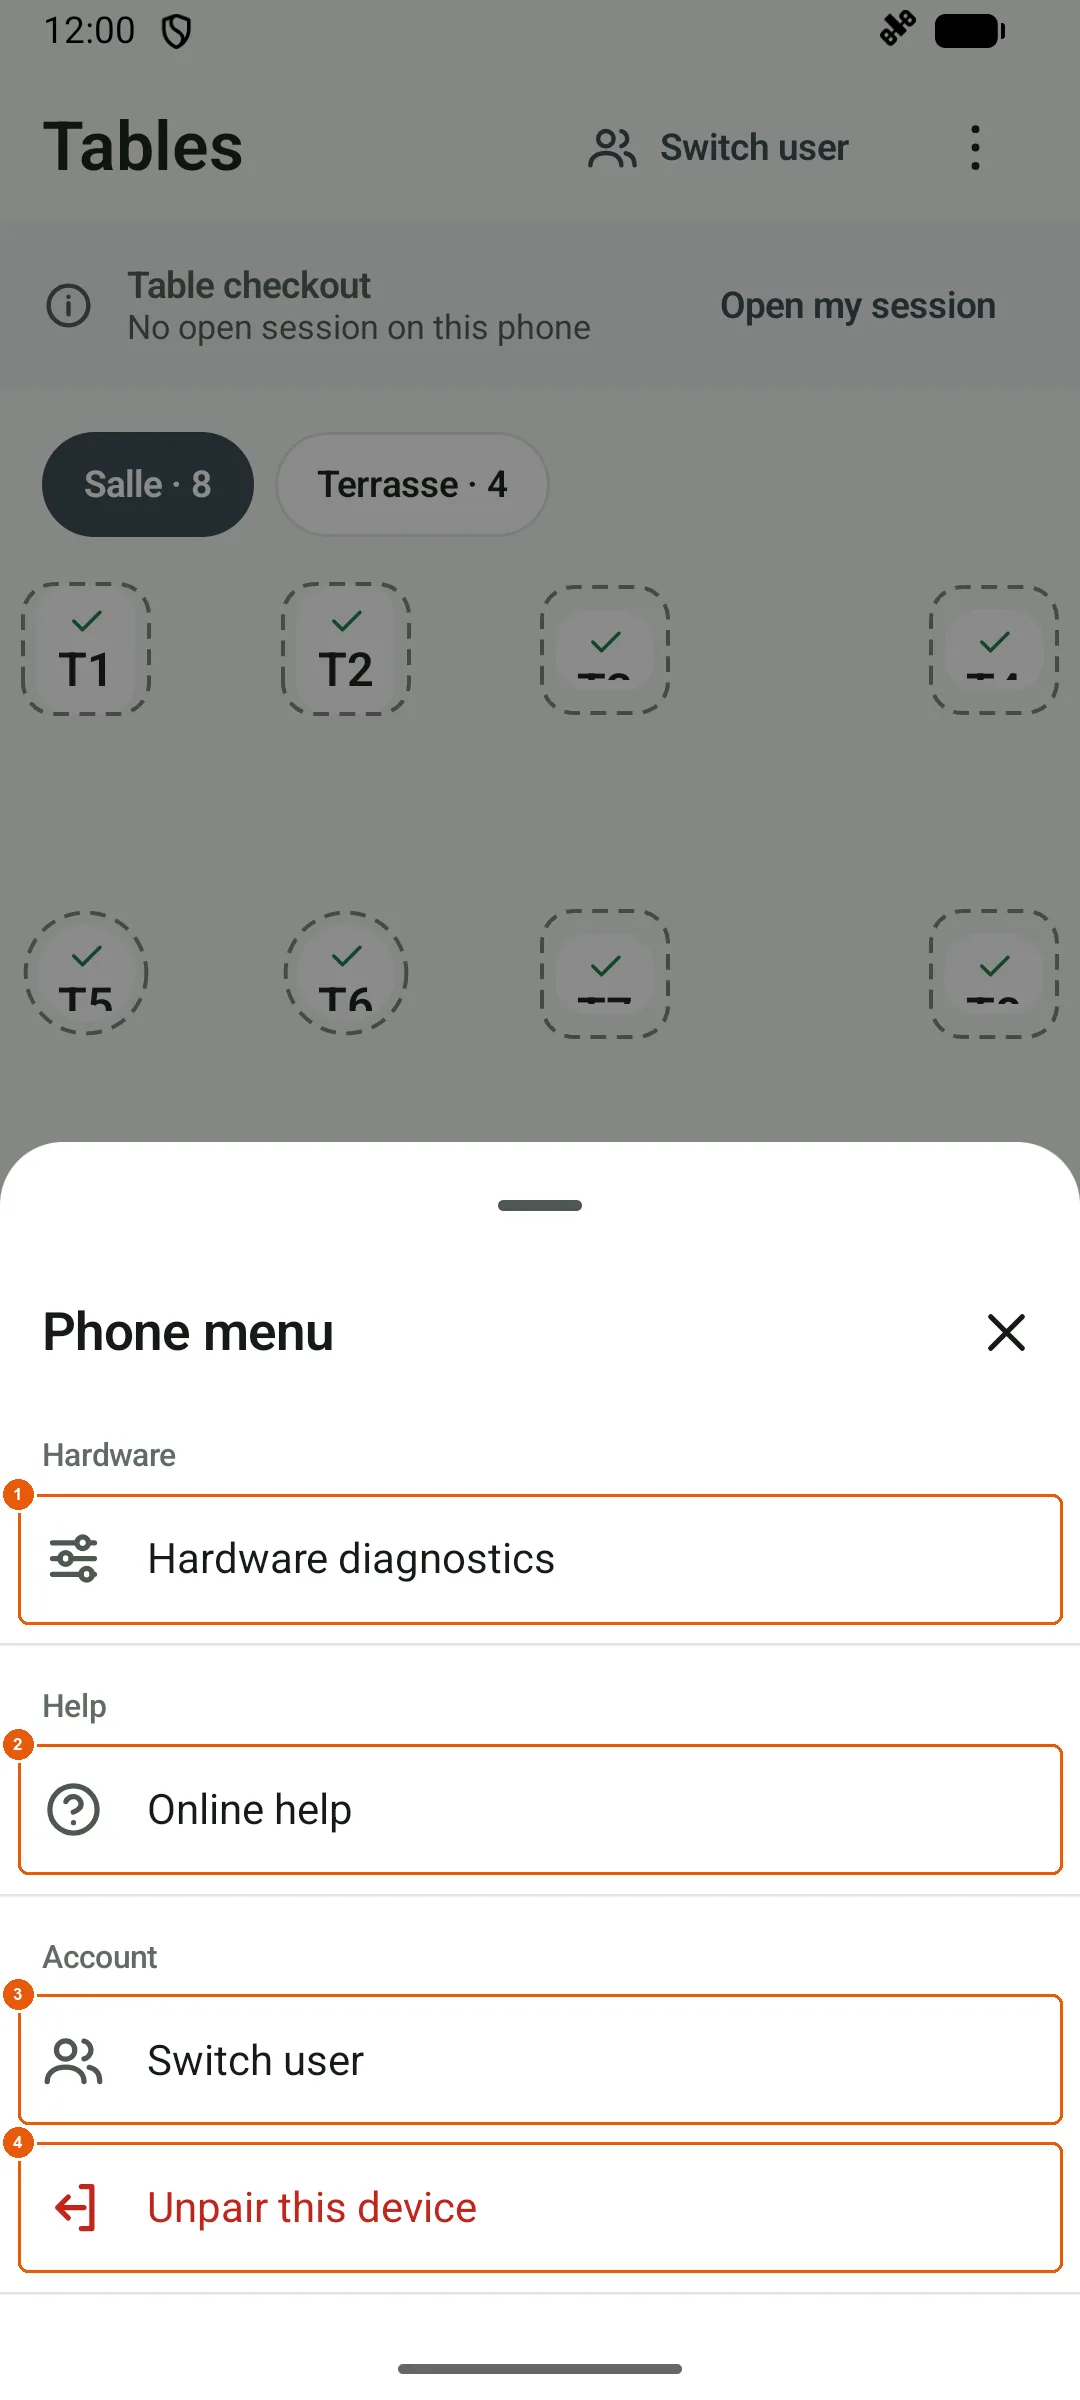 12:00
Tables
Switch user
Table checkout
No open session on this phone
Open my session
Salle · 8
Terrasse · 4
T1
T2
T5
T6
Phone menu
Hardware
1
Hardware diagnostics
Help
2
Online help
Account
3
Switch user
4
Unpair this device